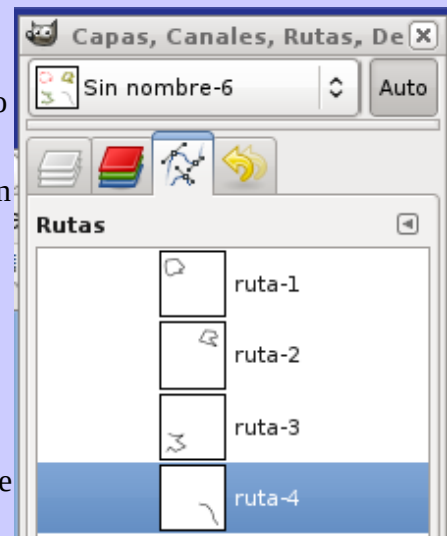 Capas, Canales, Rutas, De
Sin nombre-6
Auto
o
n
Rutas
ruta-1
ruta-2
ruta-3
e
ruta-4